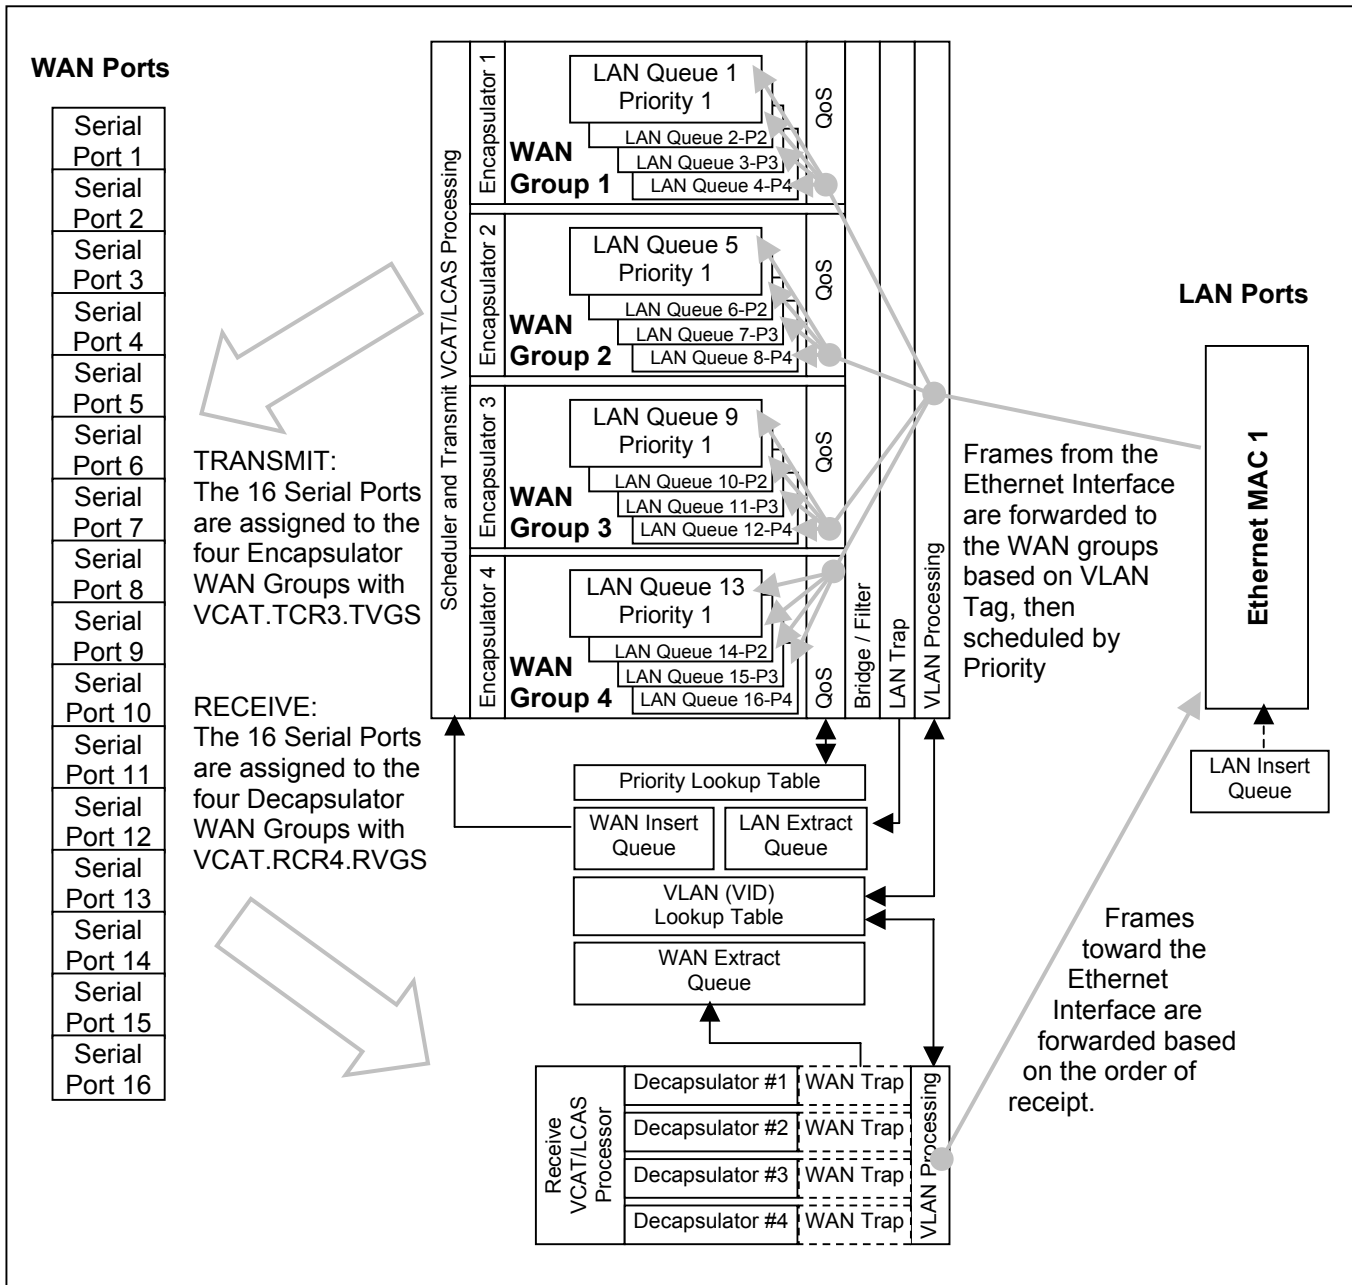 WAN Ports
Serial
Port 1
Serial
Port 2
Serial
Port 3
Serial
Port 4
Serial
Port 5
Serial
Port 6
Serial
Port 7
Serial
Port 8
Serial
Port 9
Serial
Port 10
Serial
Port 11
Serial
Port 12
Serial
Port 13
Serial
Port 14
Serial
Port 15
Serial
Port 16
TRANSMIT:
The 16 Serial Ports
are assigned to the
four Encapsulator
WAN Groups with
VCAT.TCR3.TVGS
RECEIVE:
The 16 Serial Ports
are assigned to the
four Decapsulator
WAN Groups with
VCAT.RCR4.RVGS
Scheduler and Transmit VCAT/LCAS Processing
Encapsulator 1
WAN
Group 1
LAN Queue 1
Priority 1
LAN Queue 2-P2
LAN Queue 3-P3
LAN Queue 4-P4
QoS
Encapsulator 2
WAN
Group 2
LAN Queue 5
Priority 1
LAN Queue 6-P2
LAN Queue 7-P3
LAN Queue 8-P4
QoS
Encapsulator 3
WAN
Group 3
LAN Queue 9
Priority 1
LAN Queue 10-P2
LAN Queue 11-P3
LAN Queue 12-P4
QoS
Encapsulator 4
WAN
Group 4
LAN Queue 13
Priority 1
LAN Queue 14-P2
LAN Queue 15-P3
LAN Queue 16-P4
QoS
Bridge / Filter
LAN Trap
VLAN Processing
Priority Lookup Table
WAN Insert
Queue
LAN Extract
Queue
VLAN (VID)
Lookup Table
WAN Extract
Queue
Receive
VCAT/LCAS
Processor
Decapsulator #1
WAN Trap
Decapsulator #2
WAN Trap
Decapsulator #3
WAN Trap
Decapsulator #4
WAN Trap
VLAN Processing
LAN Ports
Ethernet MAC 1
LAN Insert
Queue
Frames from the
Ethernet Interface
are forwarded to
the WAN groups
based on VLAN
Tag, then
scheduled by
Priority
Frames
toward the
Ethernet
Interface are
forwarded based
on the order of
receipt.